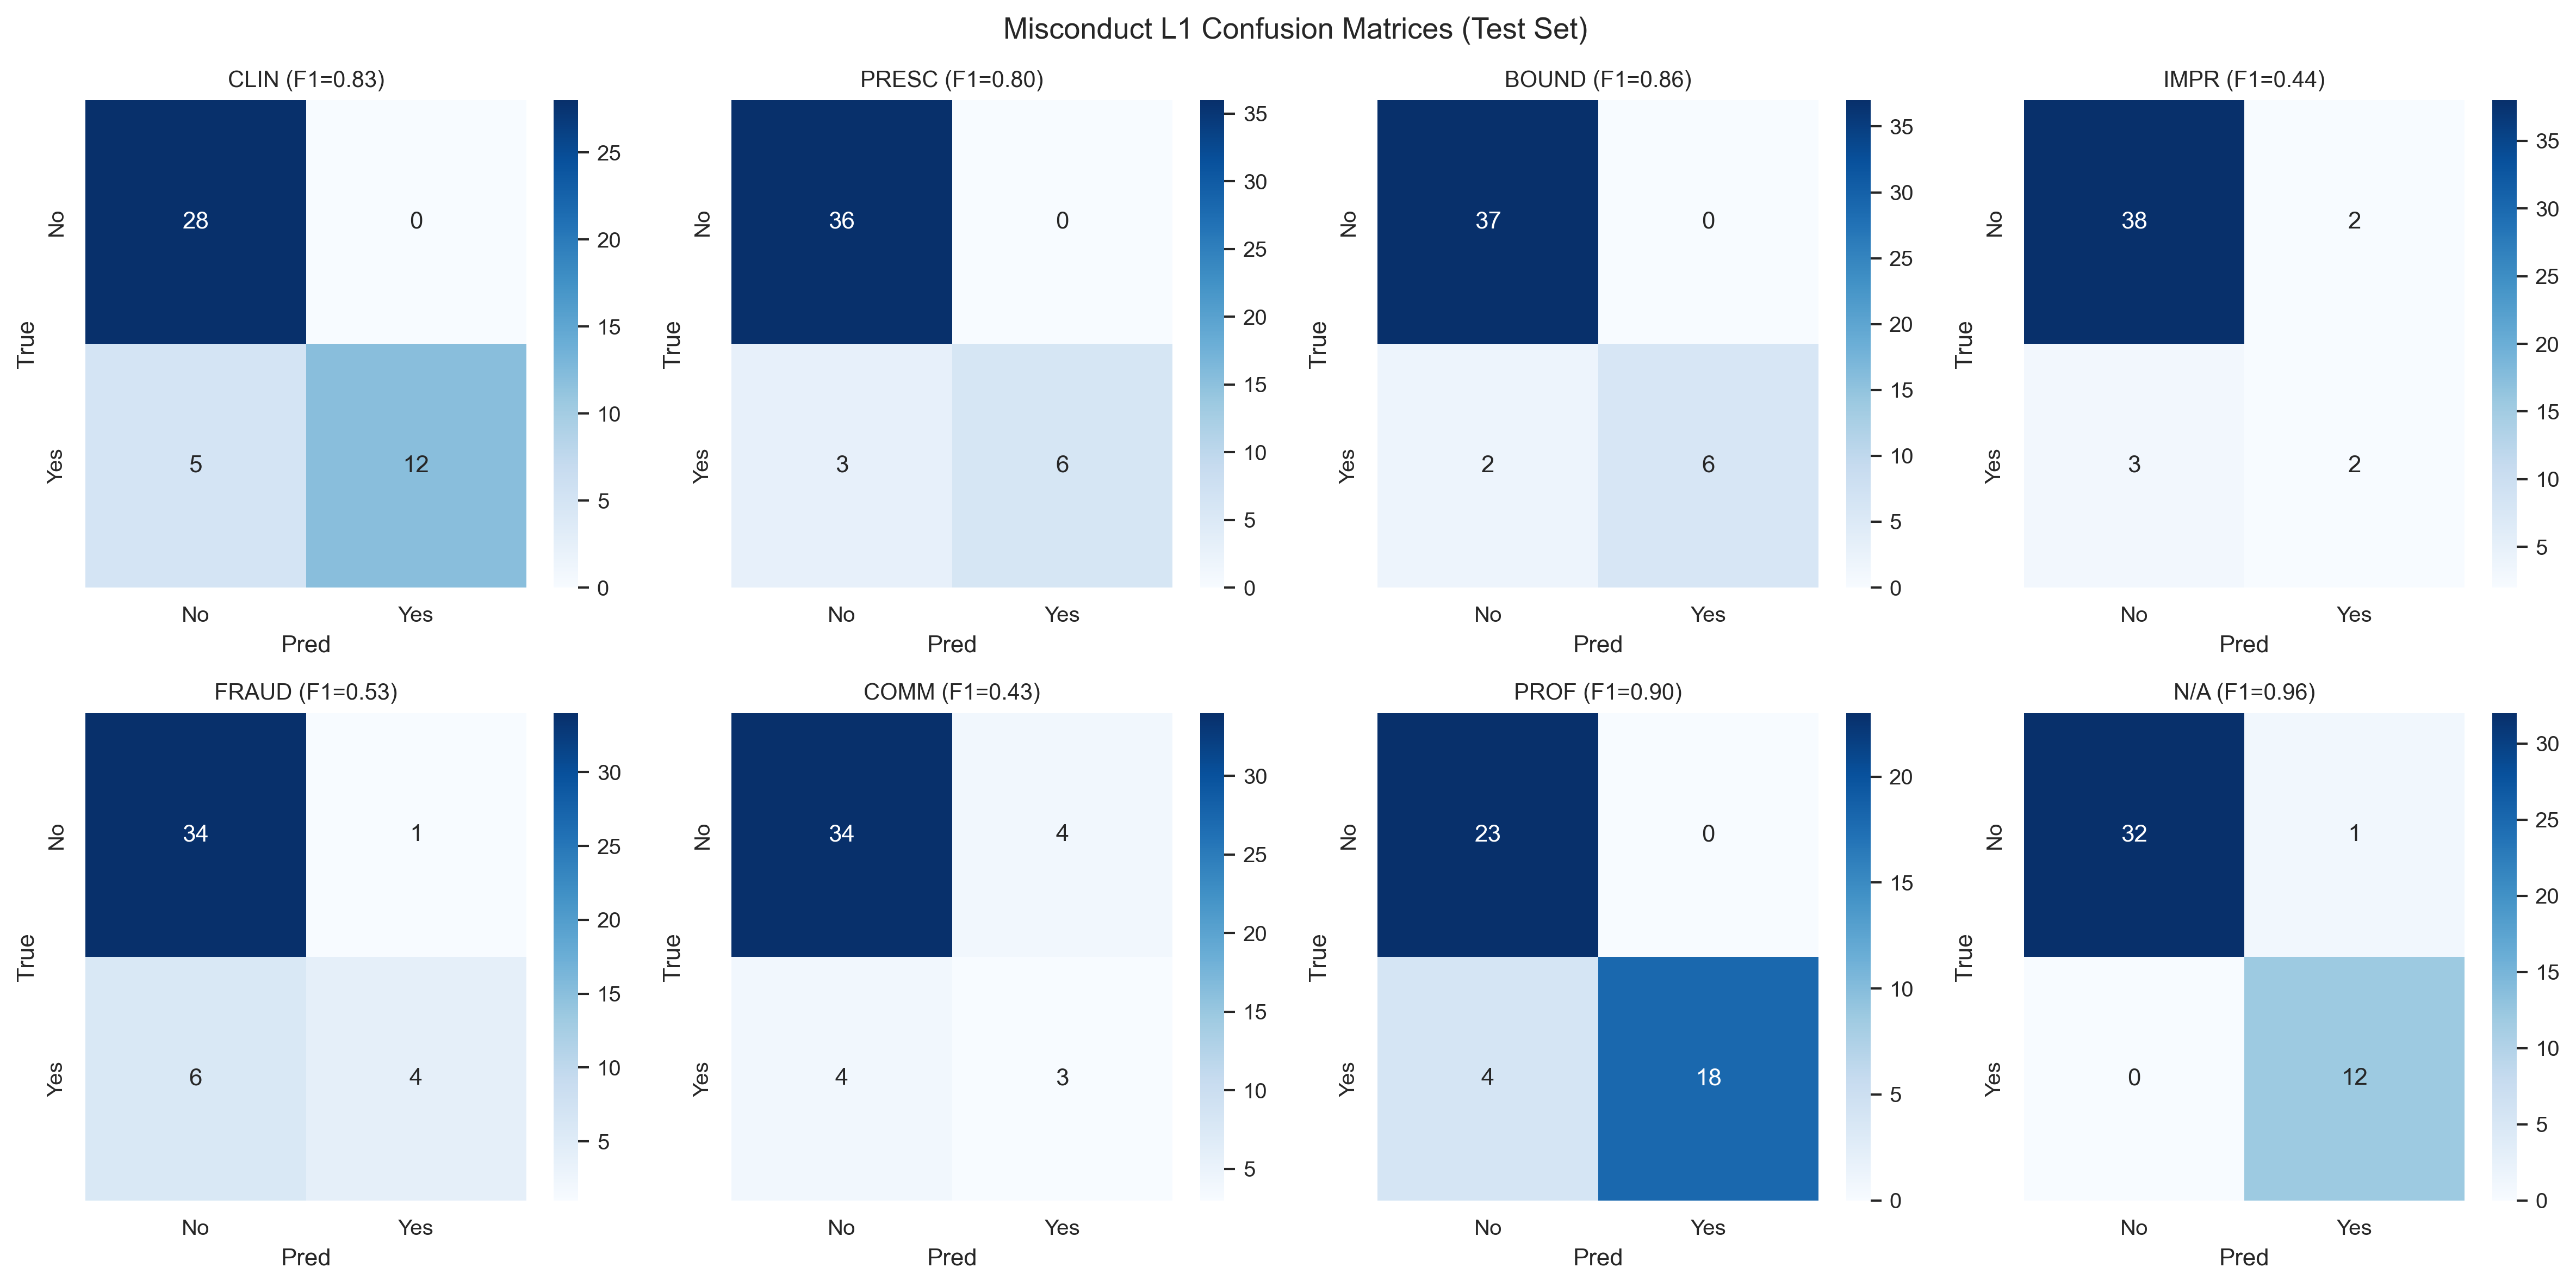 Misconduct L1 Confusion Matrices (Test Set)
CLIN (F1=0.83)
True
No
Yes
28
0
5
12
No
Yes
Pred
25
20
15
10
5
0
PRESC (F1=0.80)
True
No
Yes
36
0
3
6
No
Yes
Pred
35
30
25
20
15
10
5
0
BOUND (F1=0.86)
True
No
Yes
37
0
2
6
No
Yes
Pred
35
30
25
20
15
10
5
0
IMPR (F1=0.44)
True
No
Yes
38
2
3
2
No
Yes
Pred
35
30
25
20
15
10
5
FRAUD (F1=0.53)
True
No
Yes
34
1
6
4
No
Yes
Pred
30
25
20
15
10
5
COMM (F1=0.43)
True
No
Yes
34
4
4
3
No
Yes
Pred
30
25
20
15
10
5
PROF (F1=0.90)
True
No
Yes
23
0
4
18
No
Yes
Pred
20
15
10
5
0
N/A (F1=0.96)
True
No
Yes
32
1
0
12
No
Yes
Pred
30
25
20
15
10
5
0